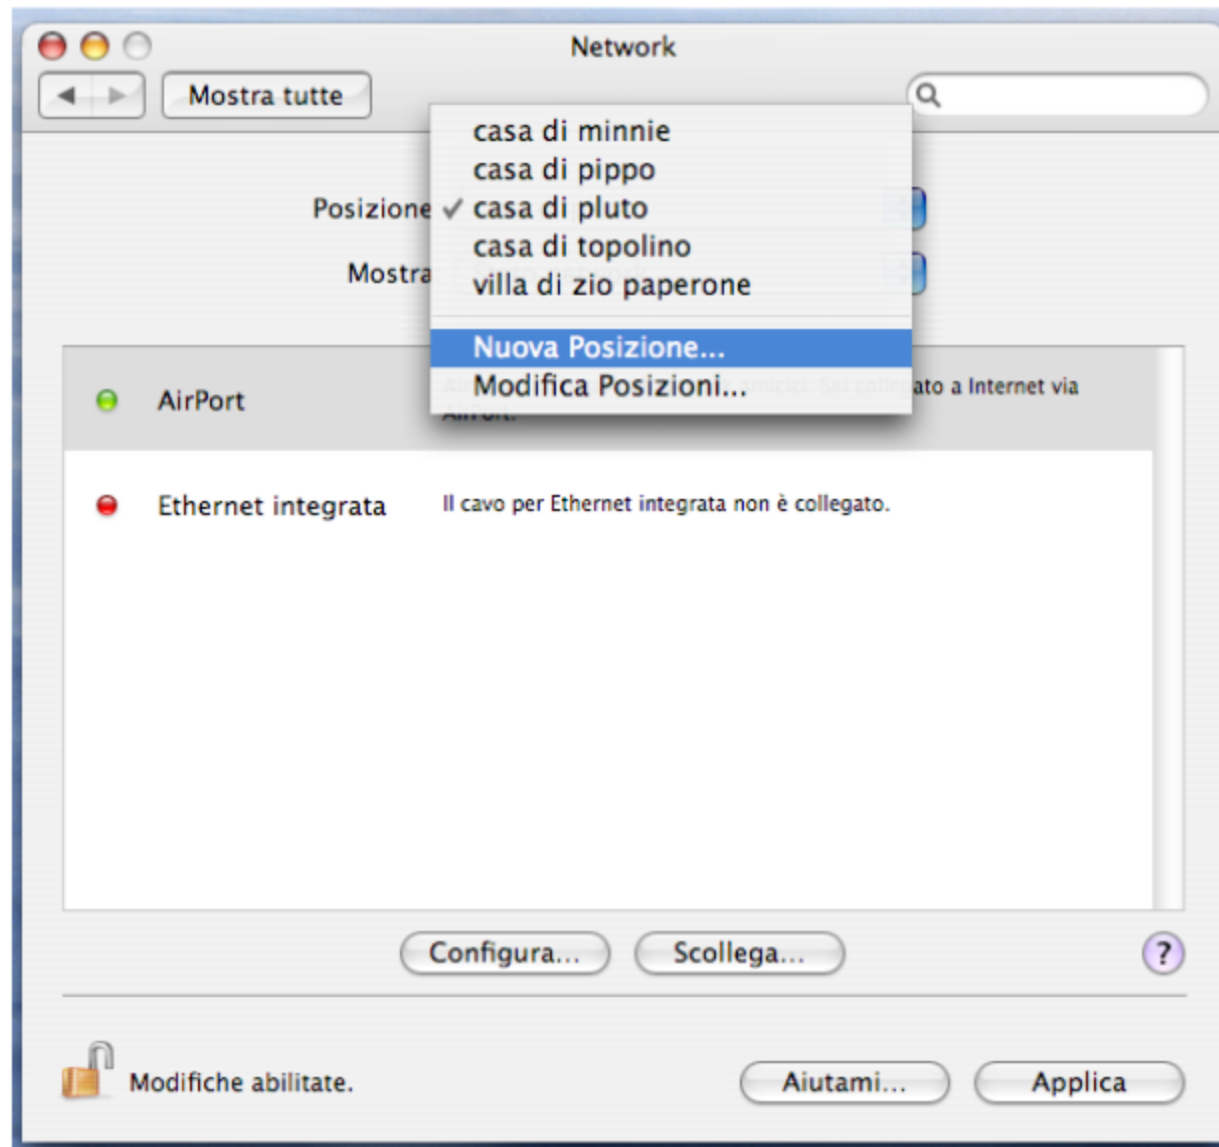 Network
Mostra tutte
casa di minnie
casa di pippo
Posizione ✓ casa di pluto
casa di topolino
Mostra
villa di zio paperone
Nuova Posizione...
Modifica Posizioni...
AirPort
ato a Internet via
AirPort.
Ethernet integrata Il cavo per Ethernet integrata non è collegato.
Configura... Scollega... ?
Modifiche abilitate. Aiutami... Applica